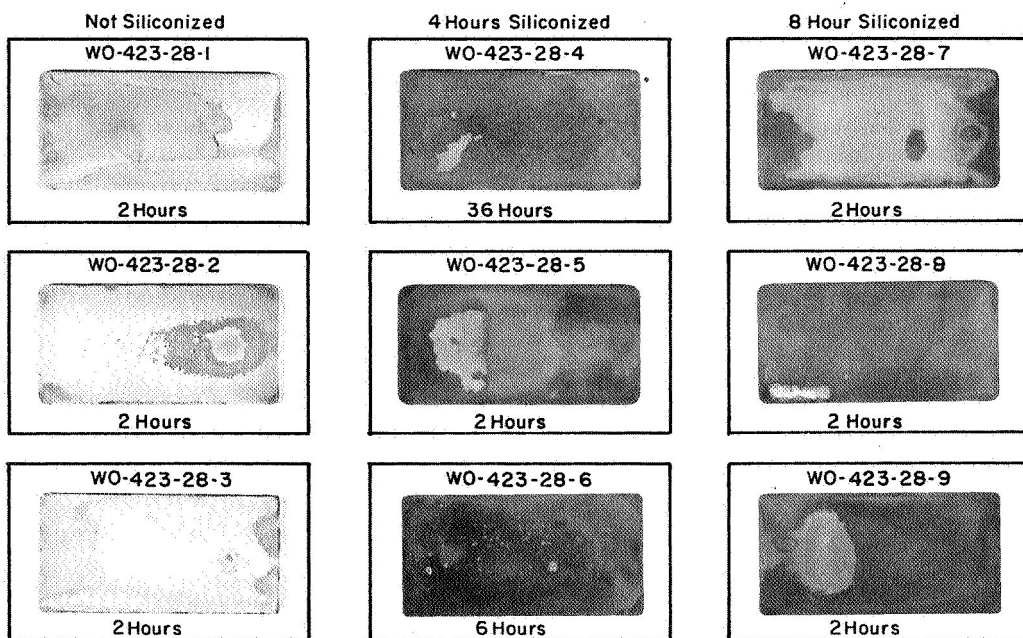 Not Siliconized
4 Hours Siliconized
8 Hour Siliconized
WO-423-28-1
WO-423-28-4
WO-423-28-7
2 Hours
36 Hours
2 Hours
WO-423-28-2
WO-423-28-5
WO-423-28-8
2 Hours
2 Hours
2 Hours
WO-423-28-3
WO-423-28-6
WO-423-28-9
2 Hours
6 Hours
2 Hours